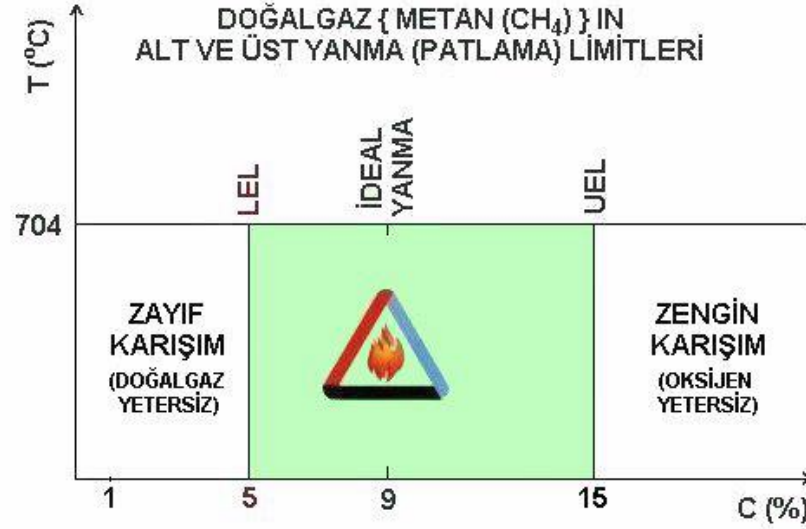 DOĞALGAZ { METAN (CH₄) } IN
ALT VE ÜST YANMA (PATLAMA) LİMİTLERİ
T (°C)
LEL
İDEAL
YANMA
UEL
704
ZAYIF
KARIŞIM
(DOĞALGAZ
YETERSİZ)
ZENGİN
KARIŞIM
(OKSİJEN
YETERSİZ)
1
5
9
15
C (%)